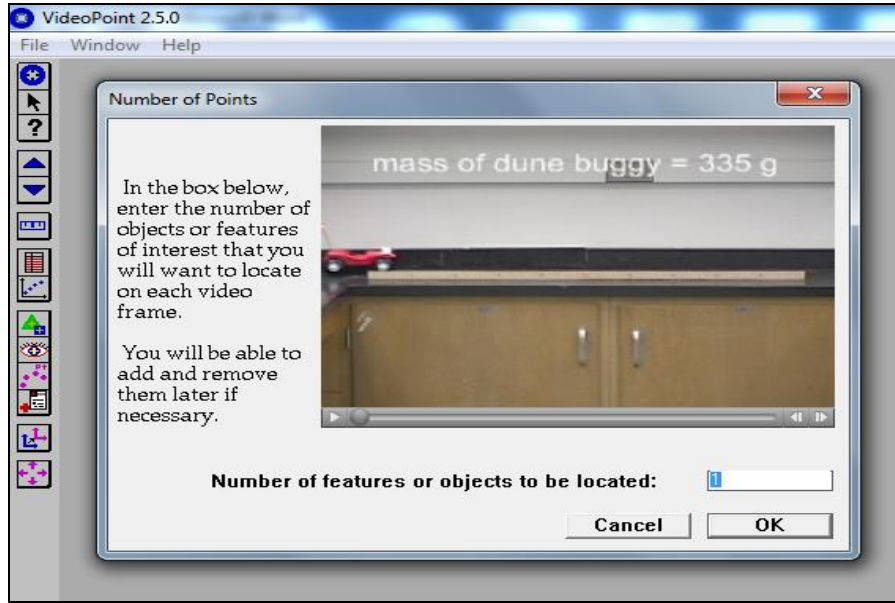 VideoPoint 2.5.0
File Window Help
Number of Points
mass of dune buggy = 335 g
In the box below,
enter the number of
objects or features
of interest that you
will want to locate
on each video
frame.
You will be able to
add and remove
them later if
necessary.
Number of features or objects to be located: 1
Cancel OK